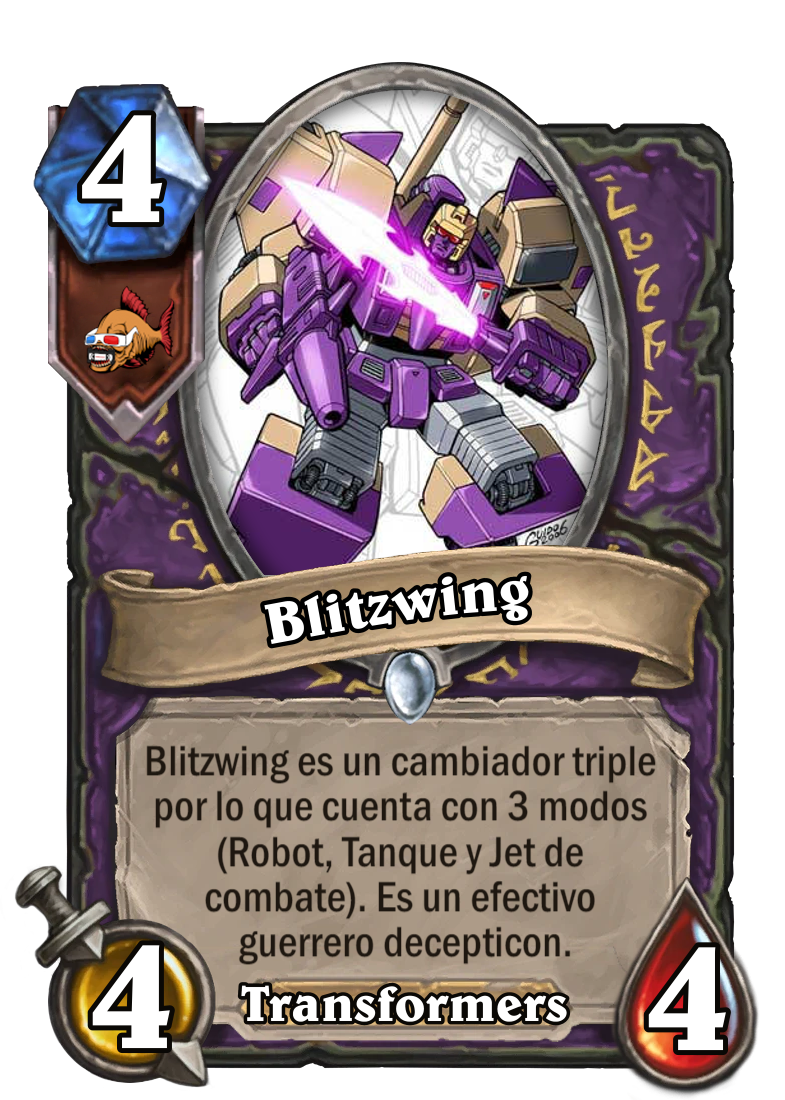 4
Blitzwing
Blitzwing es un cambiador triple
por lo que cuenta con 3 modos
(Robot, Tanque y Jet de
combate). Es un efectivo
guerrero decepticon.
4
Transformers
4